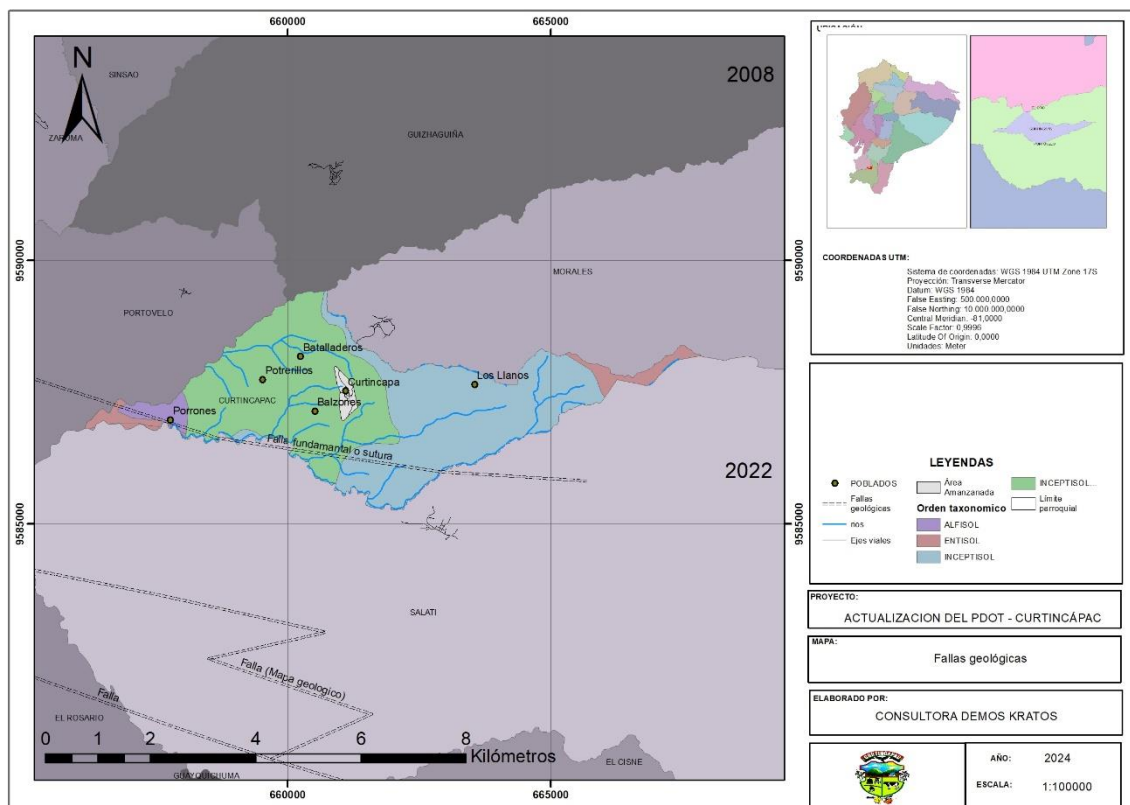 660000
665000
N
SINSAO
ZARUMA
2008
GUIZHAGUIÑA
9590000
9590000
MORALES
PORTOVELO
Batalladeros
Potrerillos
Curtincapa
Los Llanos
CURTINCAPAC
Balzones
Porrones
Falla fundamantal o sutura
2022
9585000
9585000
SALATI
Falla (Mapa geologico)
Falla
EL ROSARIO
0 1 2 4 6 8
Kilómetros
GUAYQUICHUMA
EL CISNE
660000
665000
UBICACIÓN
COORDENADAS UTM:
Sistema de coordenadas: WGS 1984 UTM Zone 17S
Proyección: Transverse Mercator
Datum: WGS 1984
False Easting: 500.000,0000
False Northing: 10.000.000,0000
Central Meridian: -81,0000
Scale Factor: 0,9996
Latitude Of Origin: 0,0000
Unidades: Meter
LEYENDAS
POBLADOS
Fallas
geológicas
rios
Ejes viales
Área
Amanzanada
Orden taxonomico
ALFISOL
ENTISOL
INCEPTISOL
INCEPTISOL...
Límite
parroquial
PROYECTO:
ACTUALIZACION DEL PDOT - CURTINCÁPAC
MAPA:
Fallas geológicas
ELABORADO POR:
CONSULTORA DEMOS KRATOS
AÑO: 2024
ESCALA: 1:100000